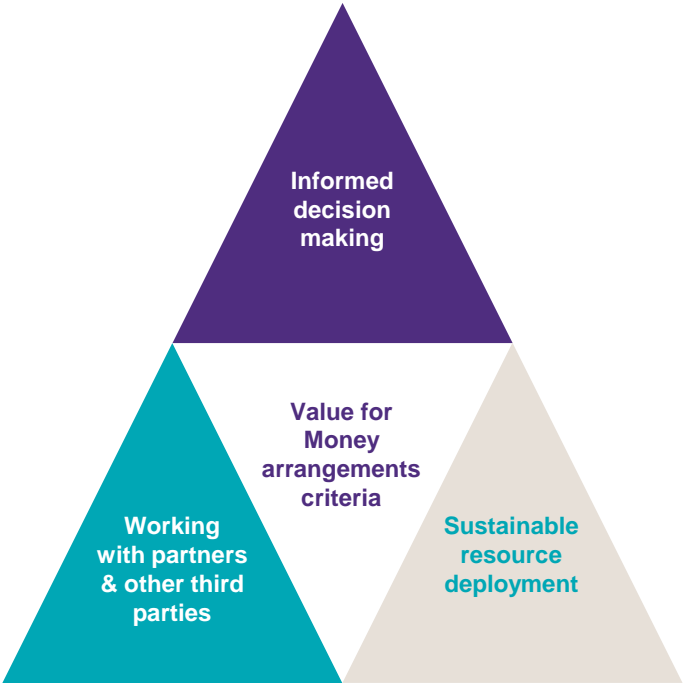 Informed
decision
making
Value for
Money
arrangements
criteria
Working
with partners
& other third
parties
Sustainable
resource
deployment